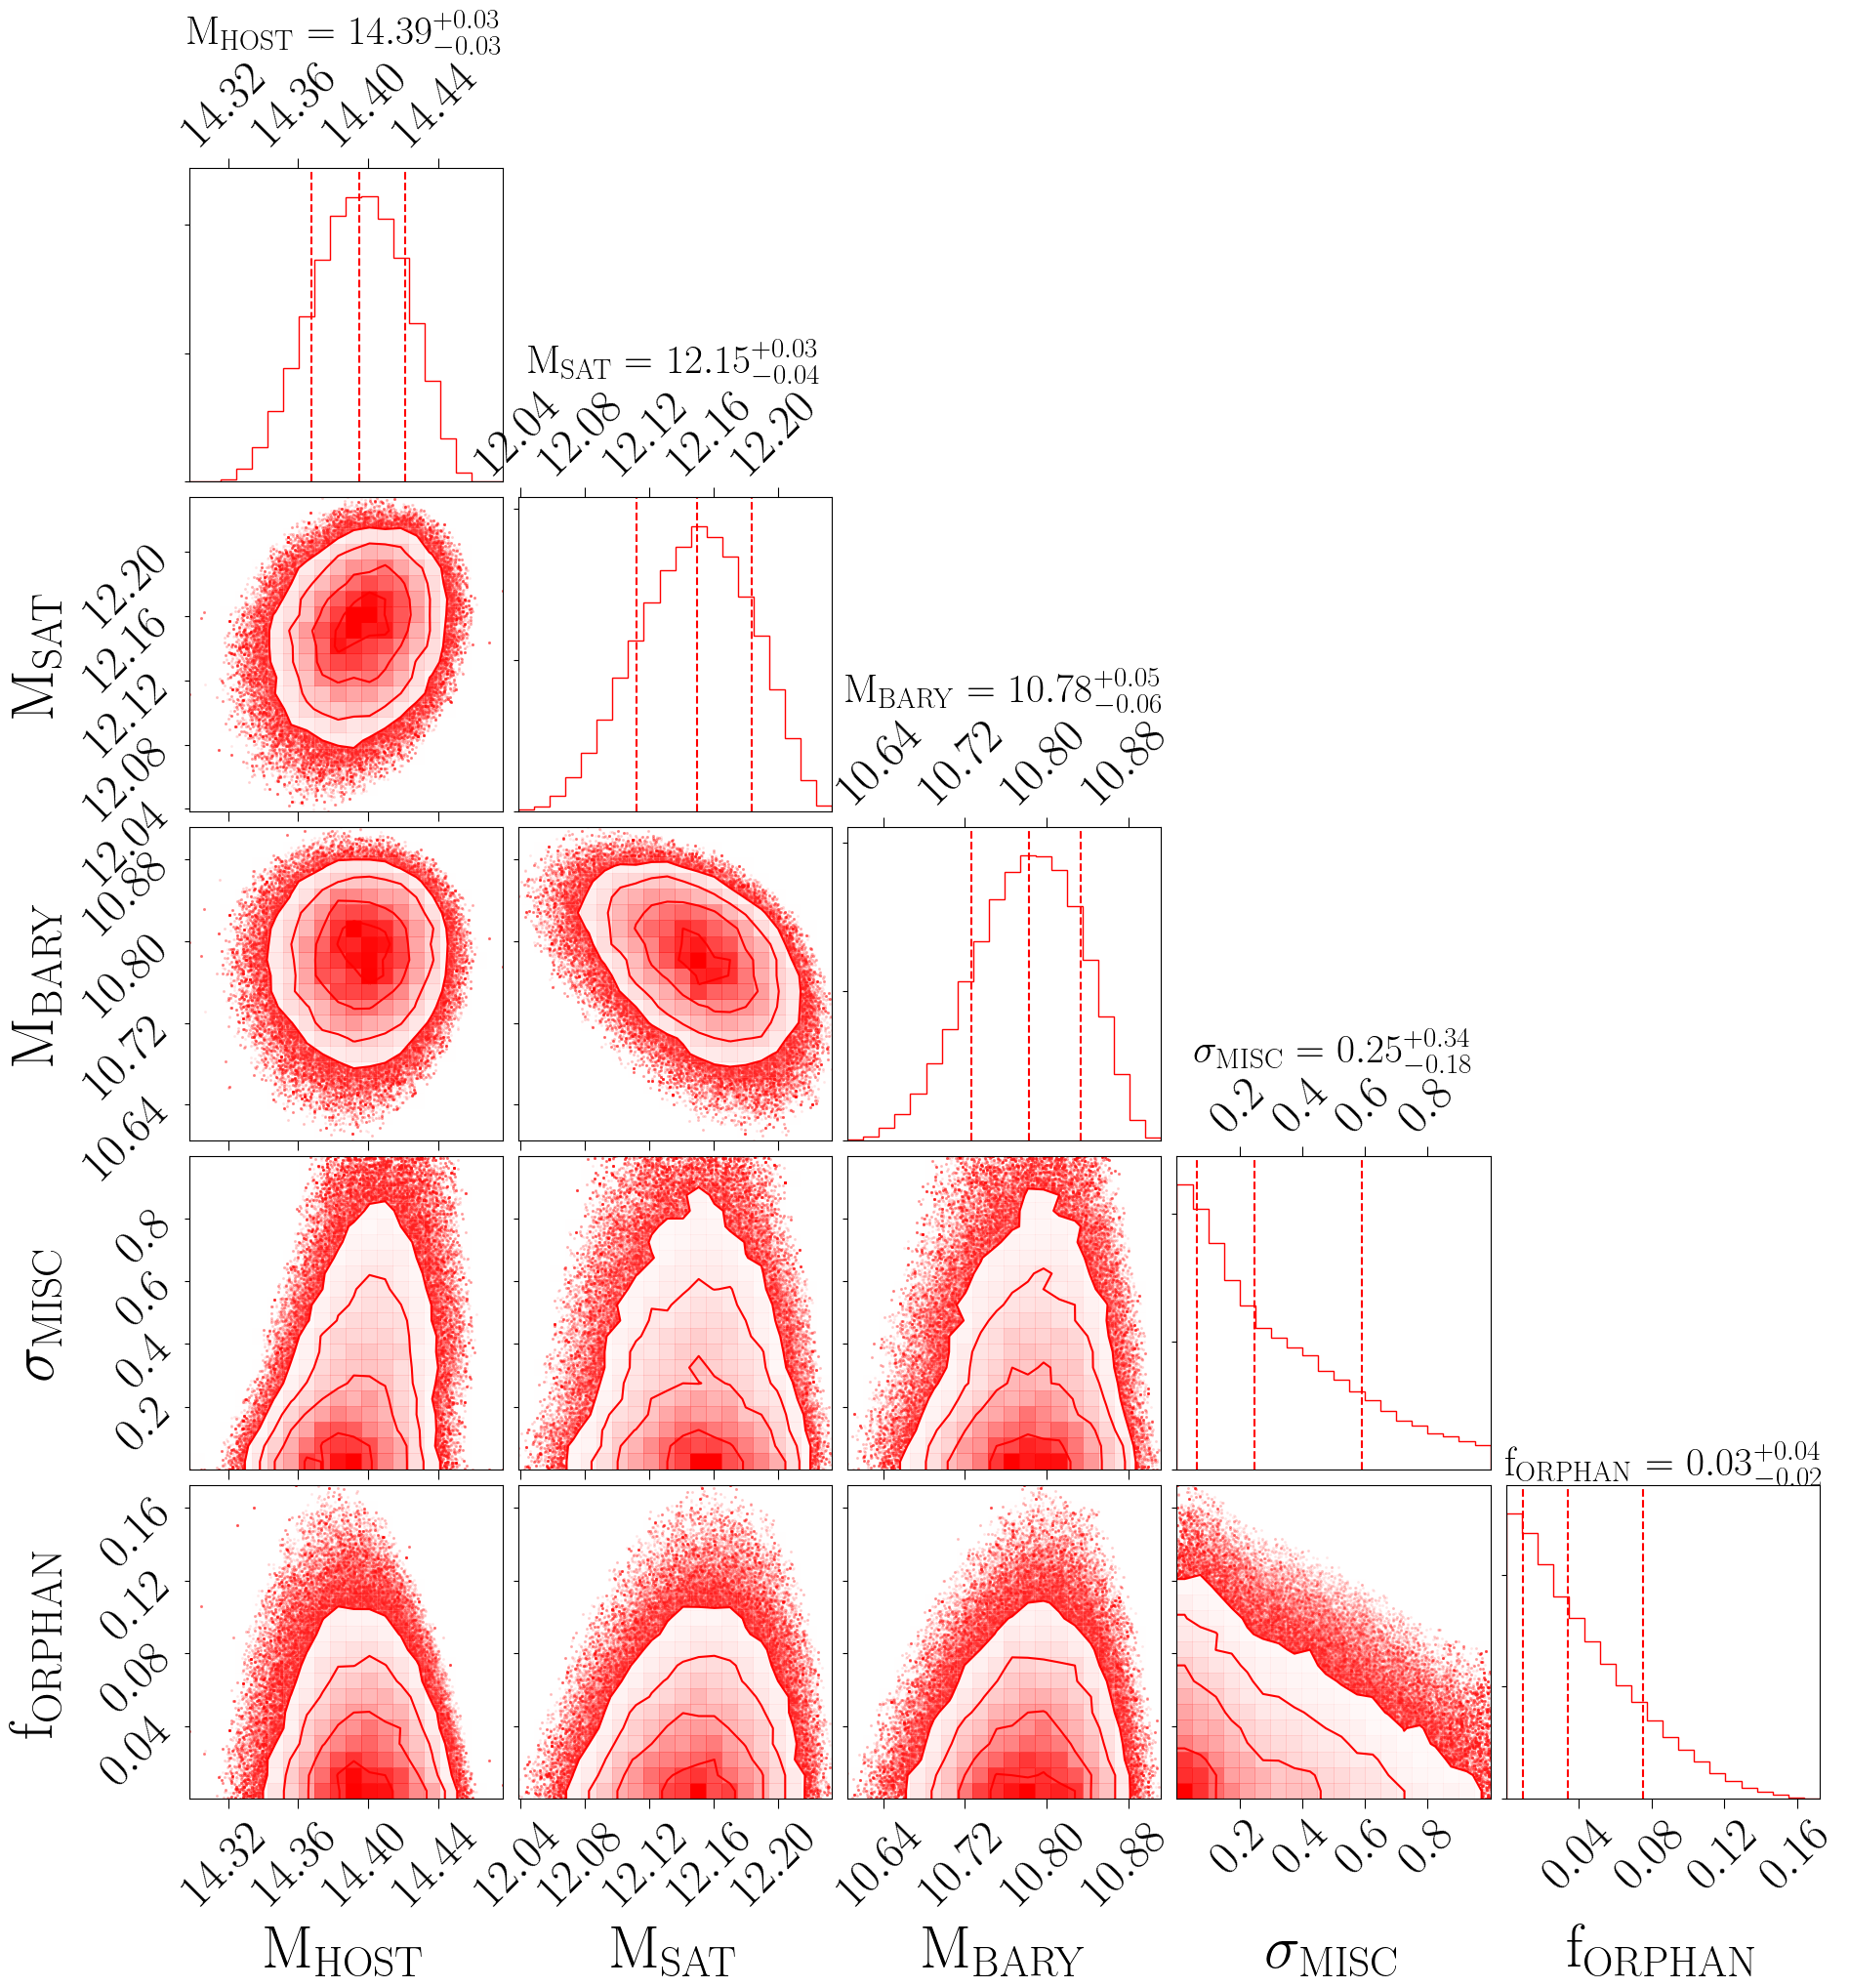 M_HOST = 14.39^{+0.03}_{−0.03}
14.32 14.36 14.40 14.44
M_SAT = 12.15^{+0.03}_{−0.04}
12.04 12.08 12.12 12.16 12.20
M_SAT
12.20
12.16
12.12
12.08
12.04
M_BARY = 10.78^{+0.05}_{−0.06}
10.64 10.72 10.80 10.88
M_BARY
10.88
10.80
10.72
10.64
σ_MISC = 0.25^{+0.34}_{−0.18}
0.2 0.4 0.6 0.8
σ_MISC
0.8
0.6
0.4
0.2
f_ORPHAN = 0.03^{+0.04}_{−0.02}
f_ORPHAN
0.16
0.12
0.08
0.04
14.32 14.36 14.40 14.44 12.04 12.08 12.12 12.16 12.20 10.64 10.72 10.80 10.88 0.2 0.4 0.6 0.8 0.04 0.08 0.12 0.16
M_HOST M_SAT M_BARY σ_MISC f_ORPHAN